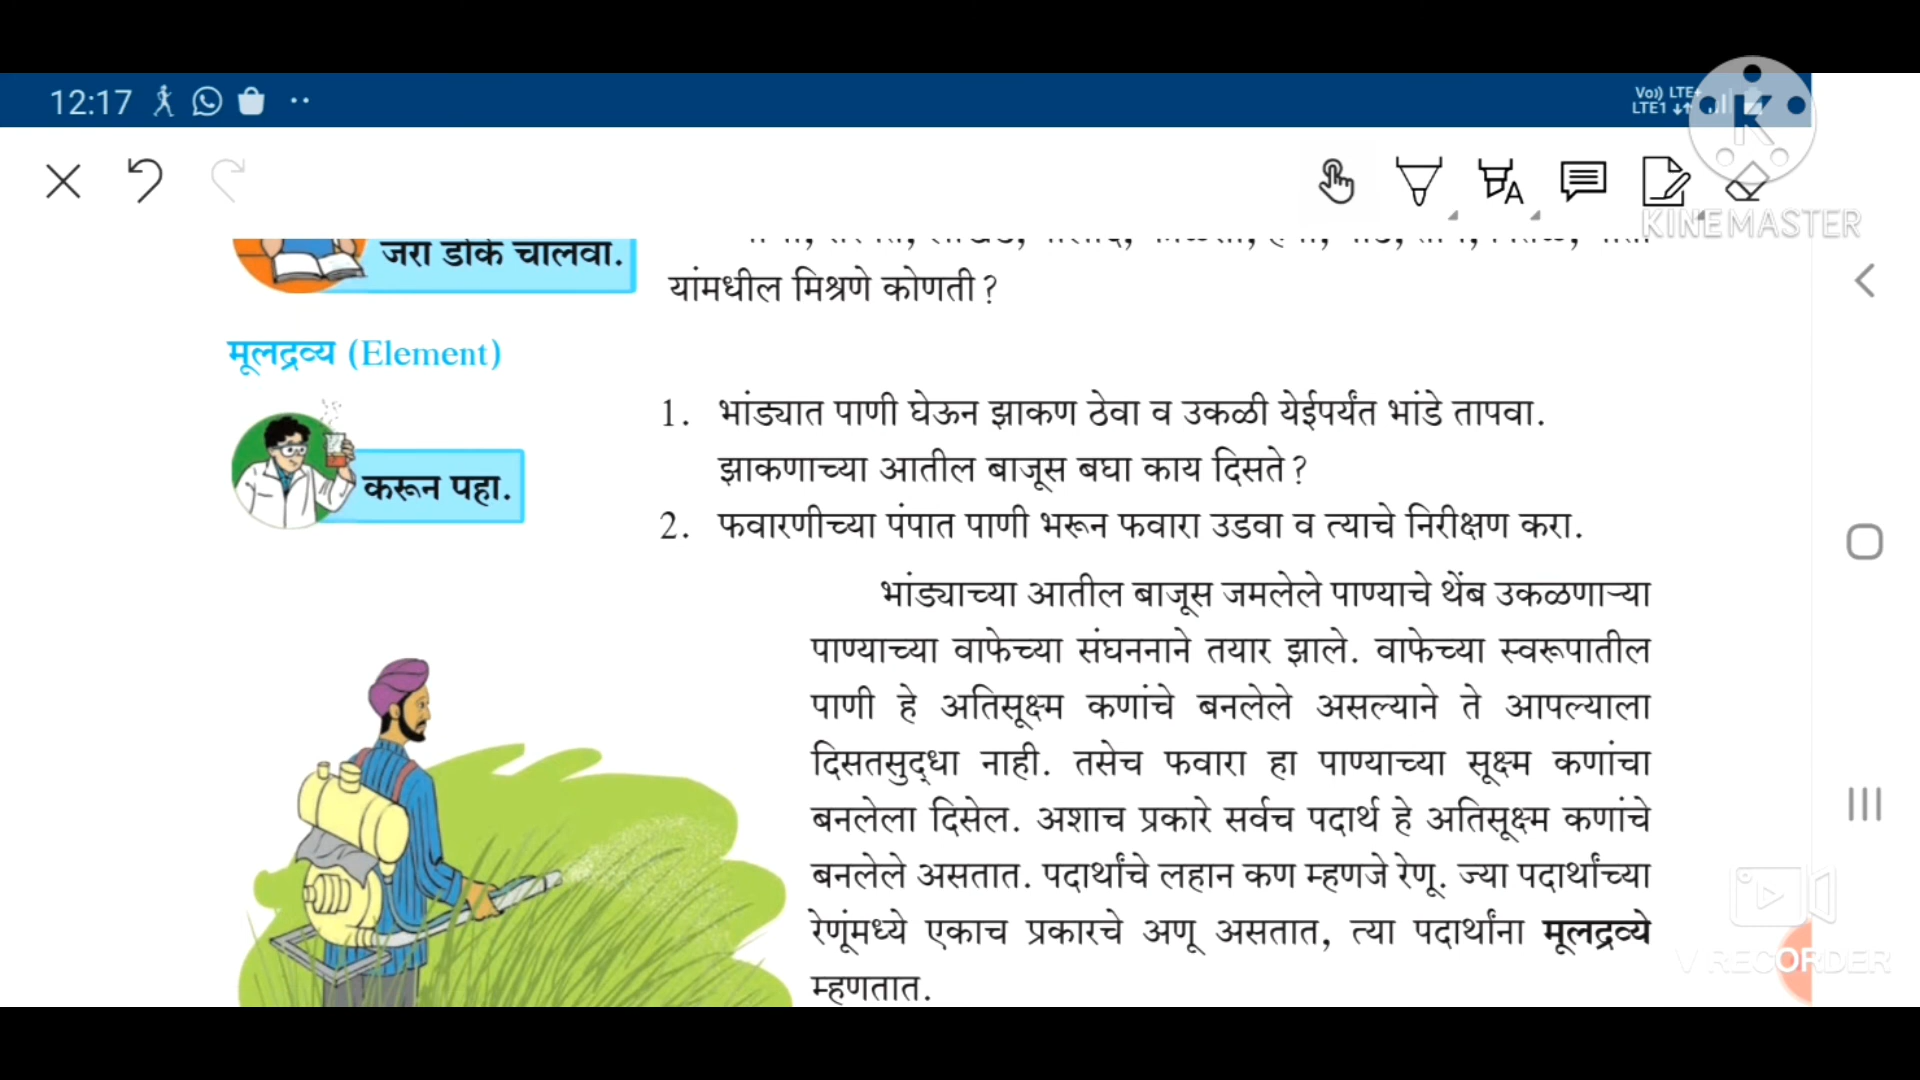 12:17
Vo)) LTE+
LTE1
KINEMASTER
जरा डोके चालवा.
यांमधील मिश्रणे कोणती ?
मूलद्रव्य (Element)
करून पहा.
1. भांड्यात पाणी घेऊन झाकण ठेवा व उकळी येईपर्यंत भांडे तापवा.
झाकणाच्या आतील बाजूस बघा काय दिसते ?
2. फवारणीच्या पंपात पाणी भरून फवारा उडवा व त्याचे निरीक्षण करा.
भांड्याच्या आतील बाजूस जमलेले पाण्याचे थेंब उकळणाऱ्या
पाण्याच्या वाफेच्या संघननाने तयार झाले. वाफेच्या स्वरूपातील
पाणी हे अतिसूक्ष्म कणांचे बनलेले असल्याने ते आपल्याला
दिसतसुद्धा नाही. तसेच फवारा हा पाण्याच्या सूक्ष्म कणांचा
बनलेला दिसेल. अशाच प्रकारे सर्वच पदार्थ हे अतिसूक्ष्म कणांचे
बनलेले असतात. पदार्थांचे लहान कण म्हणजे रेणू. ज्या पदार्थांच्या
रेणूंमध्ये एकाच प्रकारचे अणू असतात, त्या पदार्थांना मूलद्रव्ये
म्हणतात.
V RECORDER